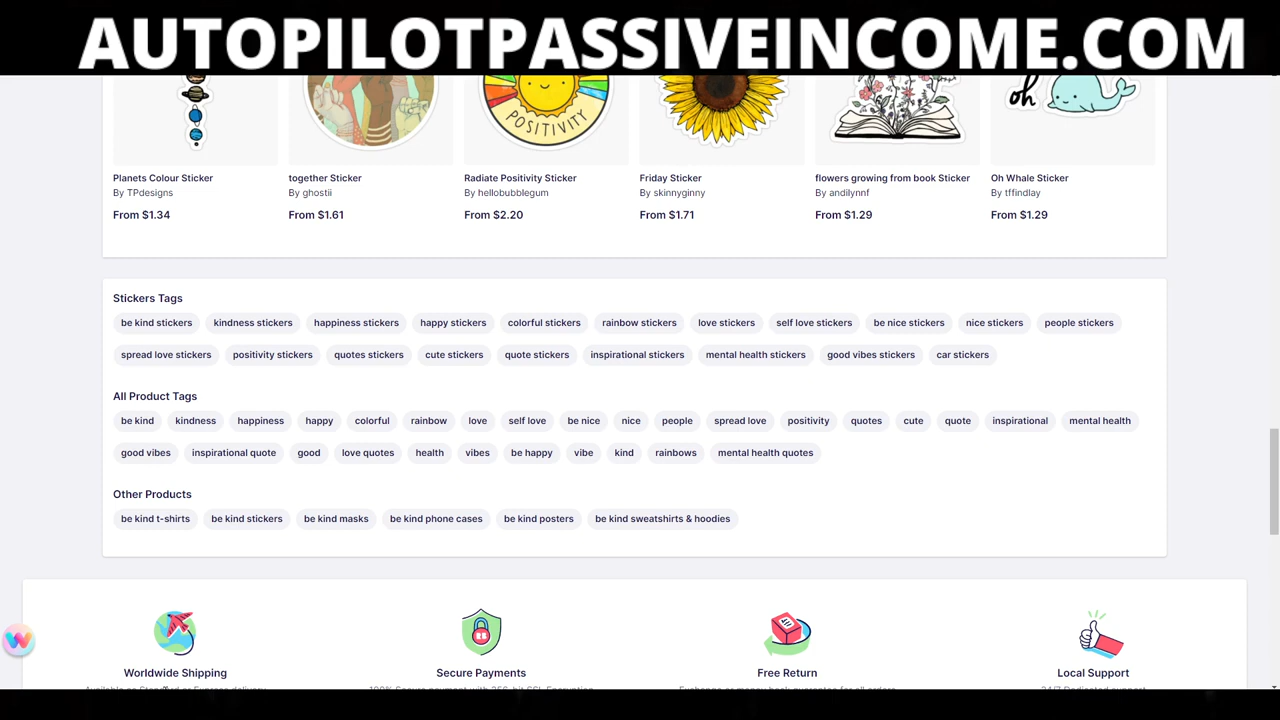 AUTOPILOTPASSIVEINCOME.COM
POSITIVITY
oh
Planets Colour Sticker
together Sticker
Radiate Positivity Sticker
Friday Sticker
flowers growing from book Sticker
Oh Whale Sticker
By TPdesigns
By ghostii
By hellobubblegum
By skinnyginny
By andilynnf
By tffindlay
From $1.34
From $1.61
From $2.20
From $1.71
From $1.29
From $1.29
Stickers Tags
be kind stickers kindness stickers happiness stickers happy stickers colorful stickers rainbow stickers love stickers self love stickers be nice stickers nice stickers people stickers
spread love stickers positivity stickers quotes stickers cute stickers quote stickers inspirational stickers mental health stickers good vibes stickers car stickers
All Product Tags
be kind kindness happiness happy colorful rainbow love self love be nice nice people spread love positivity quotes cute quote inspirational mental health
good vibes inspirational quote good love quotes health vibes be happy vibe kind rainbows mental health quotes
Other Products
be kind t-shirts be kind stickers be kind masks be kind phone cases be kind posters be kind sweatshirts & hoodies
RB
Worldwide Shipping
Secure Payments
Free Return
Local Support